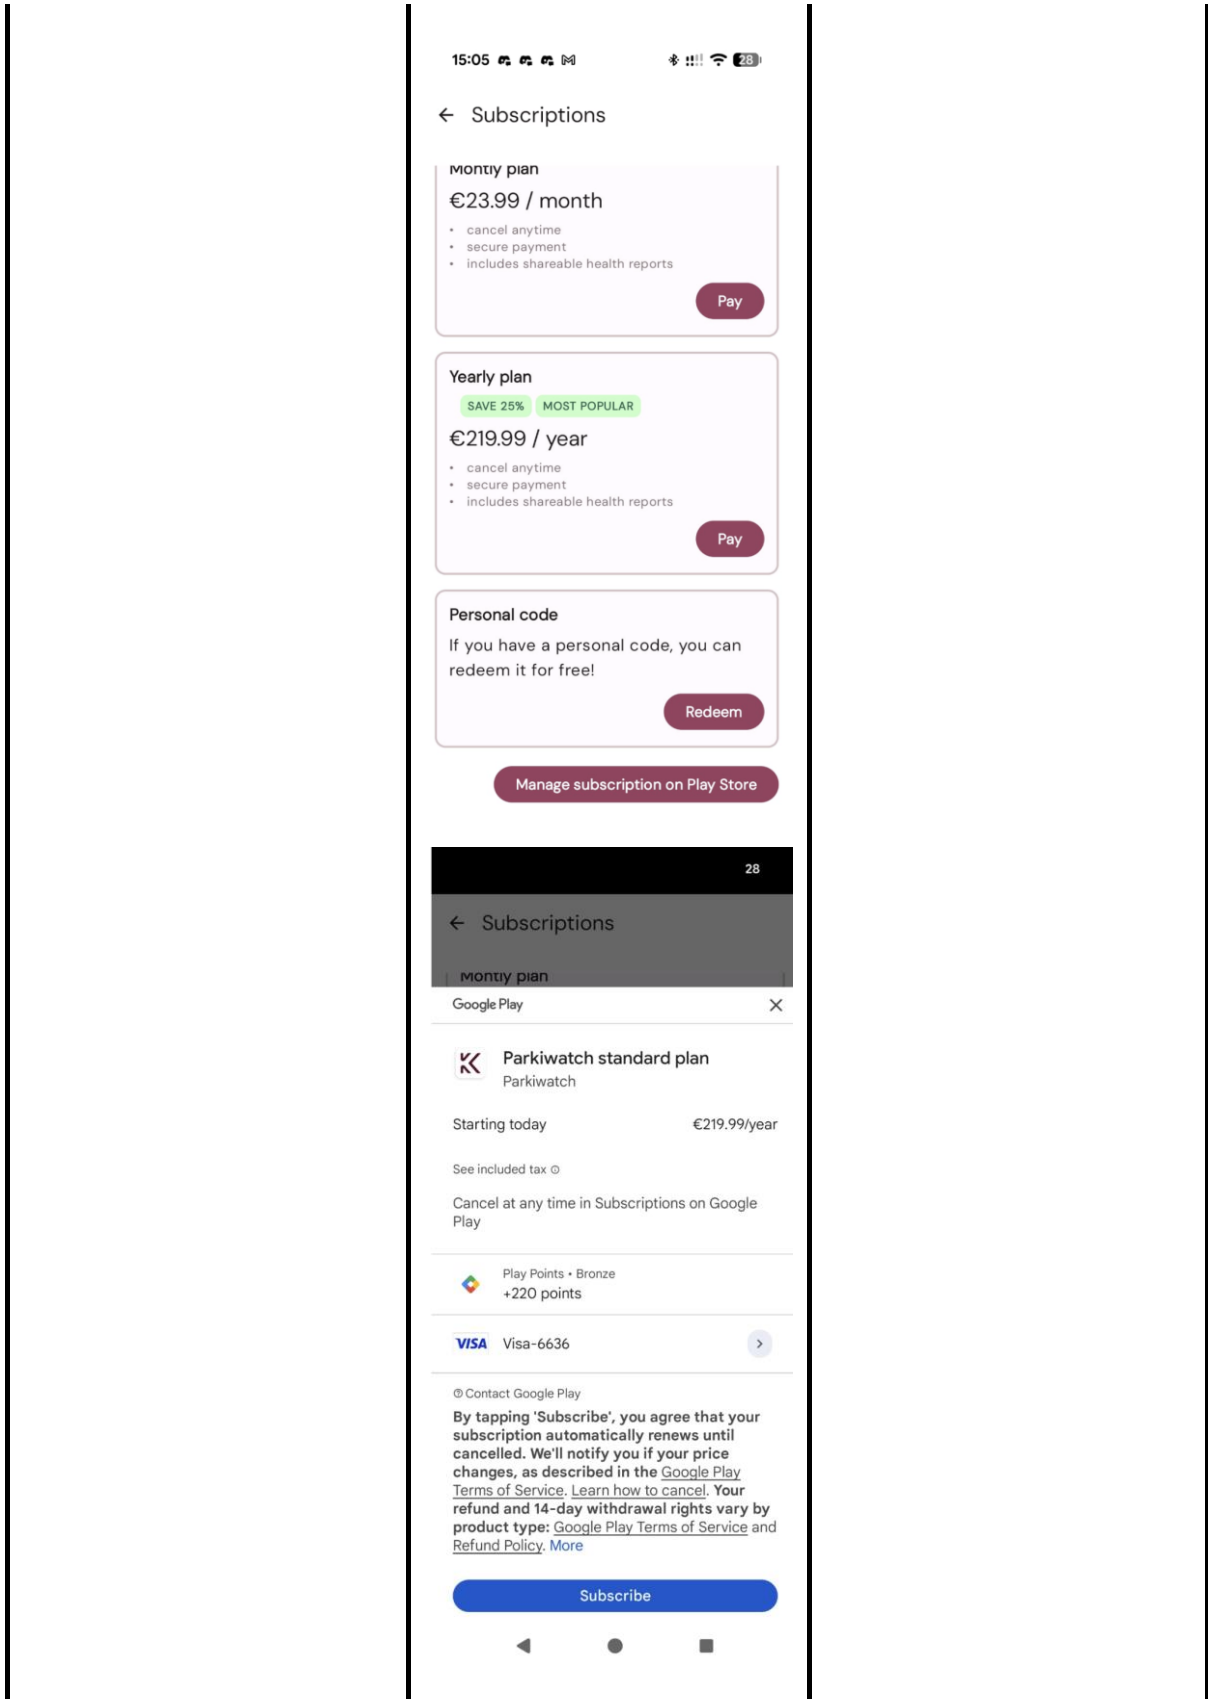 15:05
28
Subscriptions
Montly plan
€23.99 / month
• cancel anytime
• secure payment
• includes shareable health reports
Pay
Yearly plan
SAVE 25% MOST POPULAR
€219.99 / year
• cancel anytime
• secure payment
• includes shareable health reports
Pay
Personal code
If you have a personal code, you can
redeem it for free!
Redeem
Manage subscription on Play Store
28
Subscriptions
Montly plan
Google Play
Parkiwatch standard plan
Parkiwatch
Starting today €219.99/year
See included tax
Cancel at any time in Subscriptions on Google
Play
Play Points • Bronze
+220 points
VISA Visa-6636
Contact Google Play
By tapping 'Subscribe', you agree that your
subscription automatically renews until
cancelled. We'll notify you if your price
changes, as described in the Google Play
Terms of Service. Learn how to cancel. Your
refund and 14-day withdrawal rights vary by
product type: Google Play Terms of Service and
Refund Policy. More
Subscribe